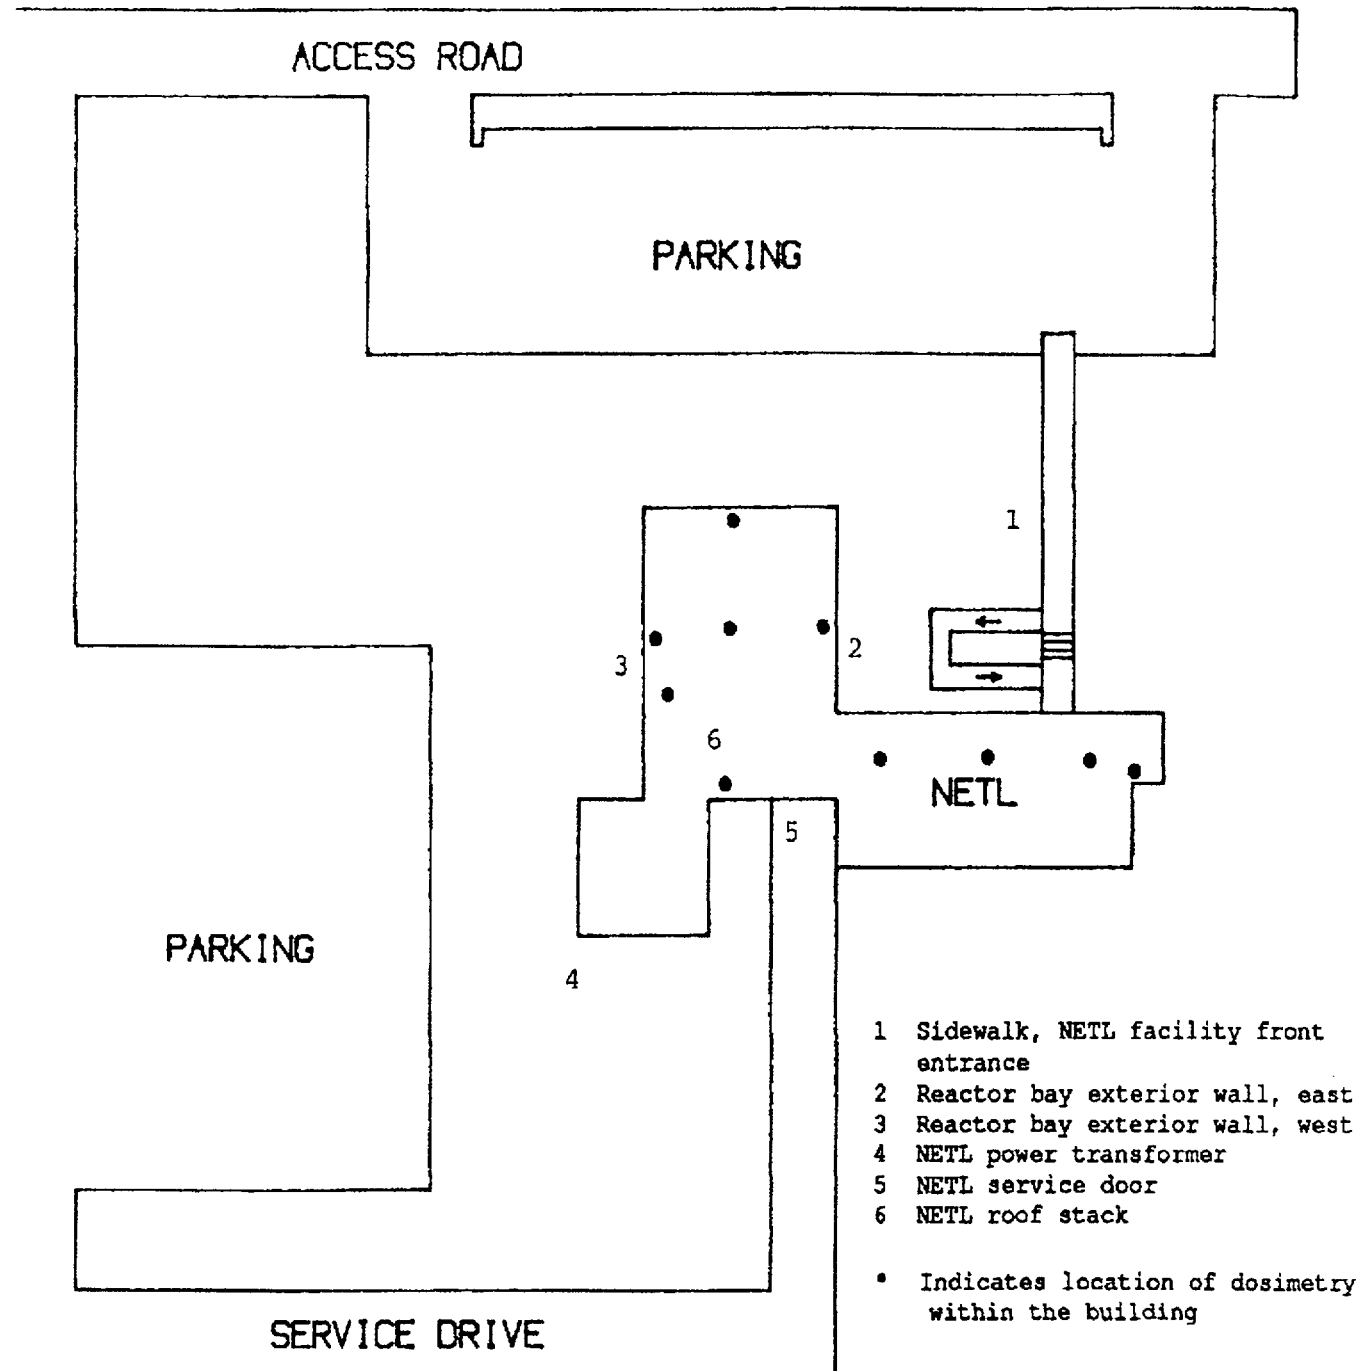 ACCESS ROAD
PARKING
1
2
3
6
NETL
5
PARKING
4
1 Sidewalk, NETL facility front
entrance
2 Reactor bay exterior wall, east
3 Reactor bay exterior wall, west
4 NETL power transformer
5 NETL service door
6 NETL roof stack
• Indicates location of dosimetry
within the building
SERVICE DRIVE